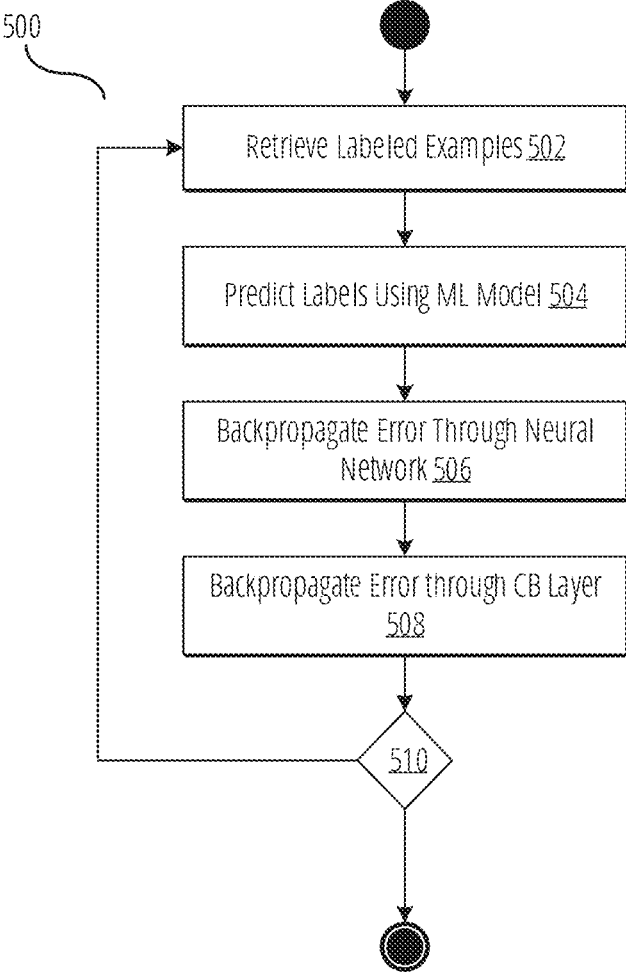 500
Retrieve Labeled Examples 502
Predict Labels Using ML Model 504
Backpropagate Error Through Neural
Network 506
Backpropagate Error through CB Layer
508
510